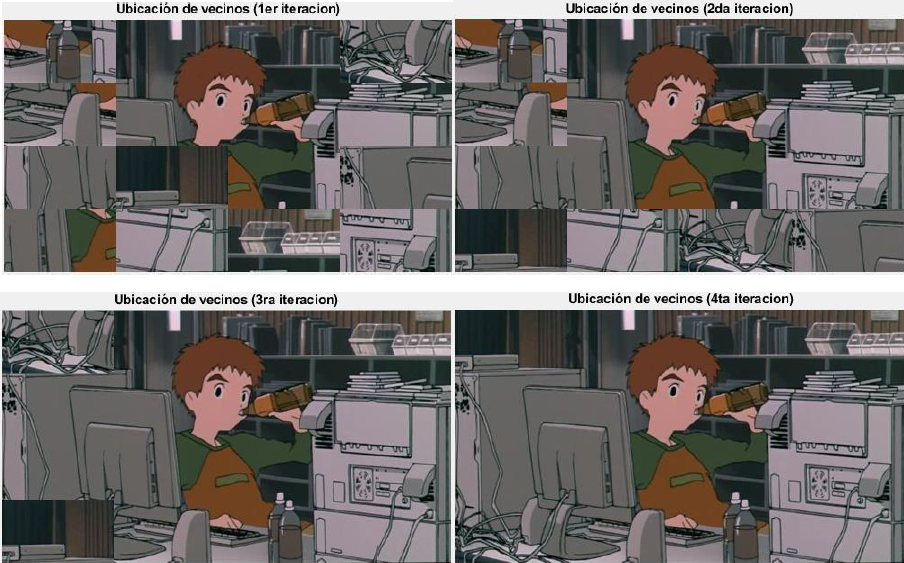 Ubicación de vecinos (1er iteracion)
Ubicación de vecinos (2da iteracion)
Ubicación de vecinos (3ra iteracion)
Ubicación de vecinos (4ta iteracion)